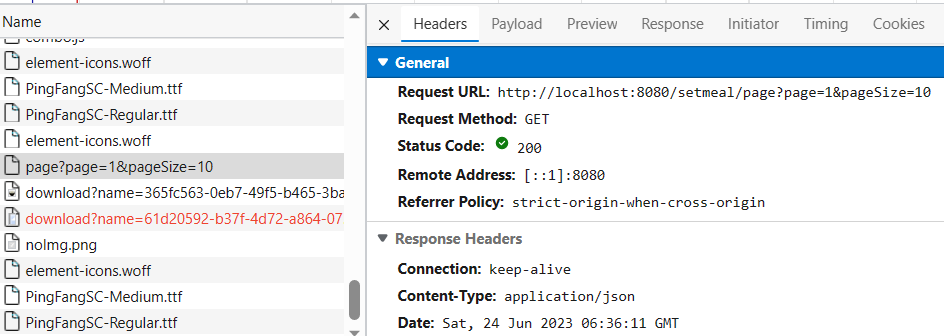 Name
Headers Payload Preview Response Initiator Timing Cookies
combo.js
element-icons.woff
PingFangSC-Medium.ttf
PingFangSC-Regular.ttf
element-icons.woff
page?page=1&pageSize=10
download?name=365fc563-0eb7-49f5-b465-3ba
download?name=61d20592-b37f-4d72-a864-07
noImg.png
element-icons.woff
PingFangSC-Medium.ttf
PingFangSC-Regular.ttf
General
Request URL: http://localhost:8080/setmeal/page?page=1&pageSize=10
Request Method: GET
Status Code: 200
Remote Address: [::1]:8080
Referrer Policy: strict-origin-when-cross-origin
Response Headers
Connection: keep-alive
Content-Type: application/json
Date: Sat, 24 Jun 2023 06:36:11 GMT